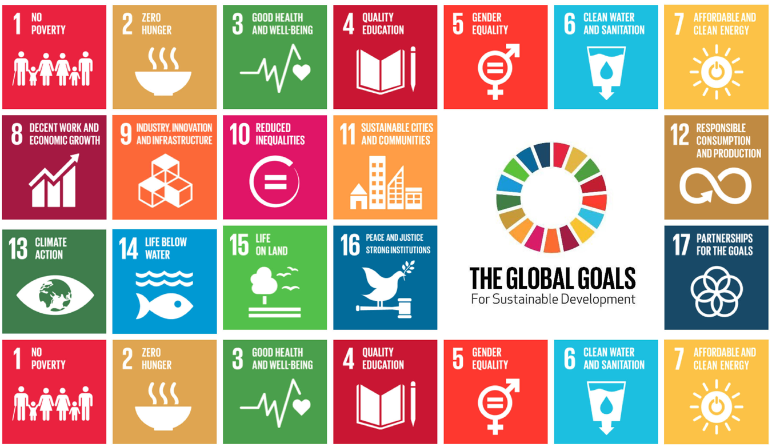 1 NO
POVERTY
2 ZERO
HUNGER
3 GOOD HEALTH
AND WELL-BEING
4 QUALITY
EDUCATION
5 GENDER
EQUALITY
6 CLEAN WATER
AND SANITATION
7 AFFORDABLE AND
CLEAN ENERGY
8 DECENT WORK AND
ECONOMIC GROWTH
9 INDUSTRY, INNOVATION
AND INFRASTRUCTURE
10 REDUCED
INEQUALITIES
11 SUSTAINABLE CITIES
AND COMMUNITIES
12 RESPONSIBLE
CONSUMPTION
AND PRODUCTION
13 CLIMATE
ACTION
14 LIFE BELOW
WATER
15 LIFE
ON LAND
16 PEACE AND JUSTICE
STRONG INSTITUTIONS
THE GLOBAL GOALS
For Sustainable Development
17 PARTNERSHIPS
FOR THE GOALS
1 NO
POVERTY
2 ZERO
HUNGER
3 GOOD HEALTH
AND WELL-BEING
4 QUALITY
EDUCATION
5 GENDER
EQUALITY
6 CLEAN WATER
AND SANITATION
7 AFFORDABLE AND
CLEAN ENERGY